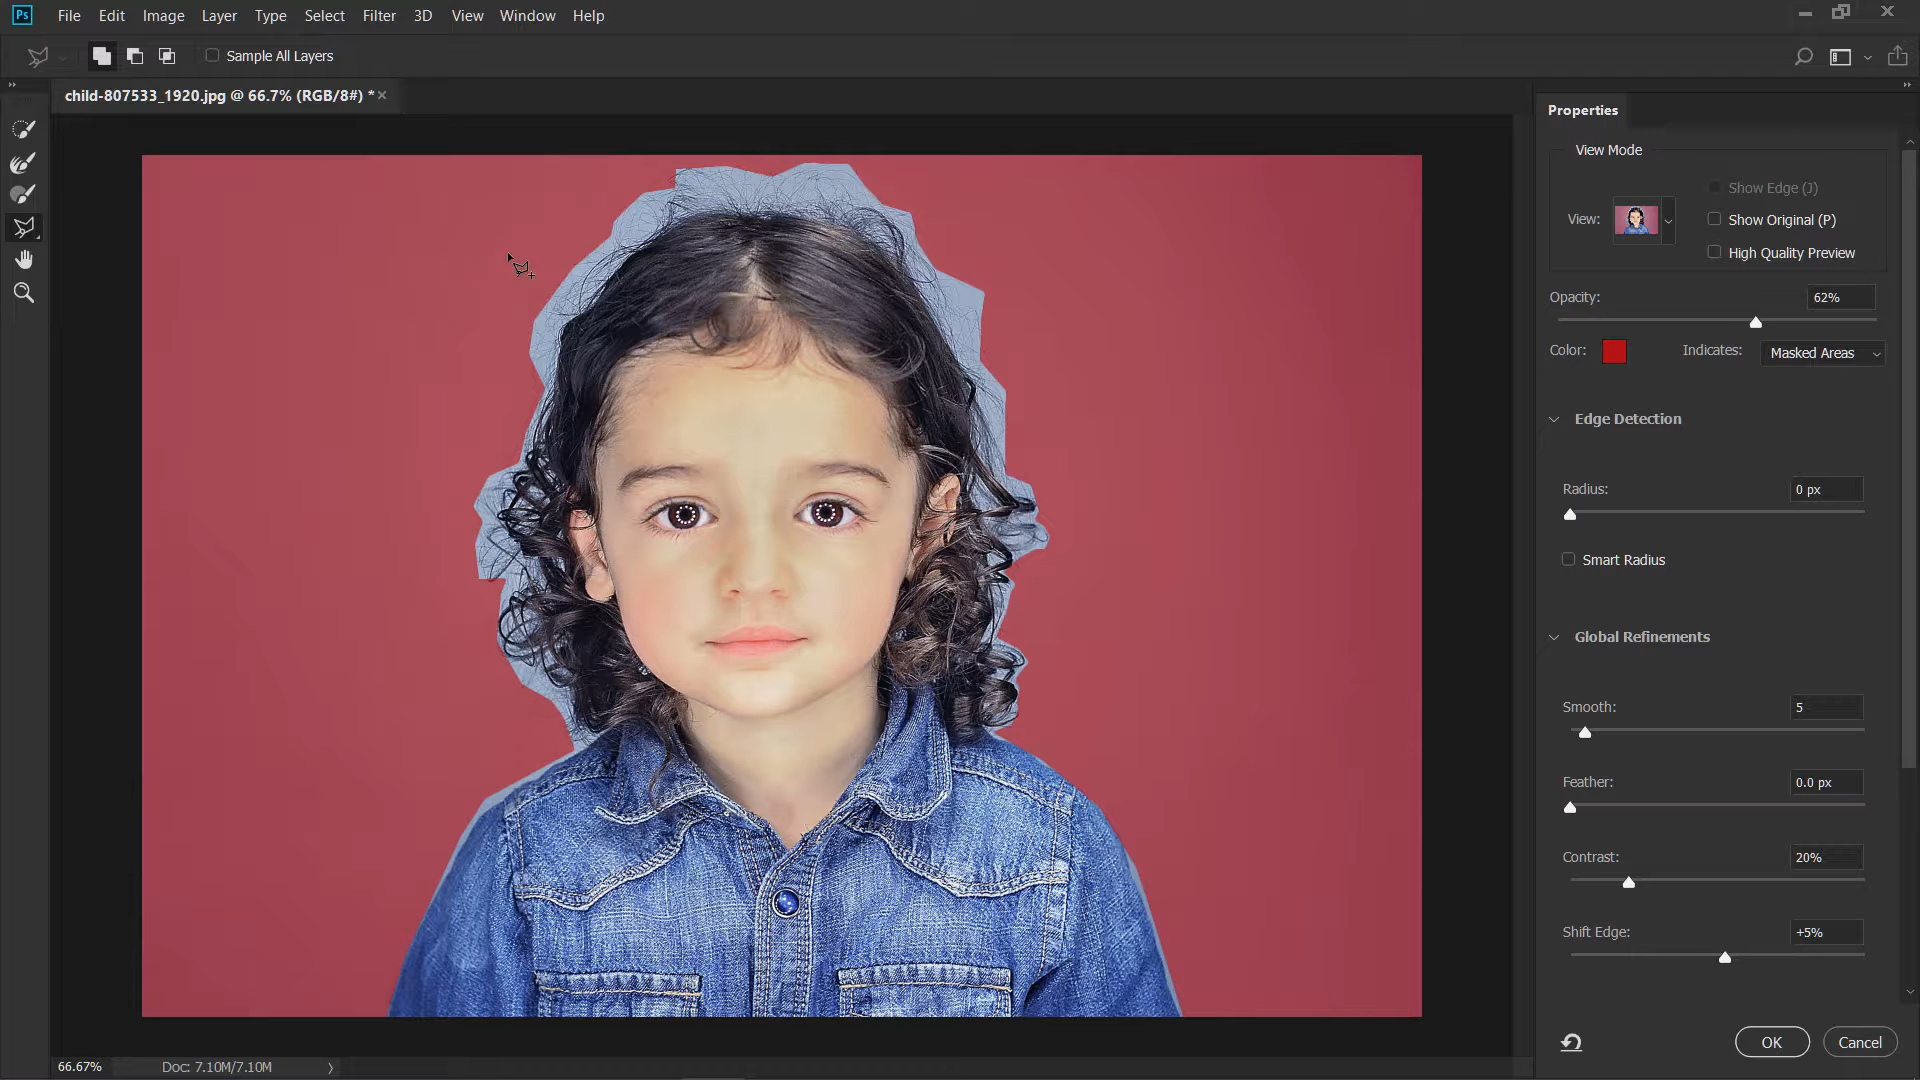 Ps File Edit Image Layer Type Select Filter 3D View Window Help
Sample All Layers
child-807533_1920.jpg @ 66.7% (RGB/8#) *
Properties
View Mode
Show Edge (J)
View:
Show Original (P)
High Quality Preview
Opacity: 62%
Color: Indicates: Masked Areas
Edge Detection
Radius: 0 px
Smart Radius
Global Refinements
Smooth: 5
Feather: 0.0 px
Contrast: 20%
Shift Edge: +5%
OK Cancel
66.67% Doc: 7.10M/7.10M